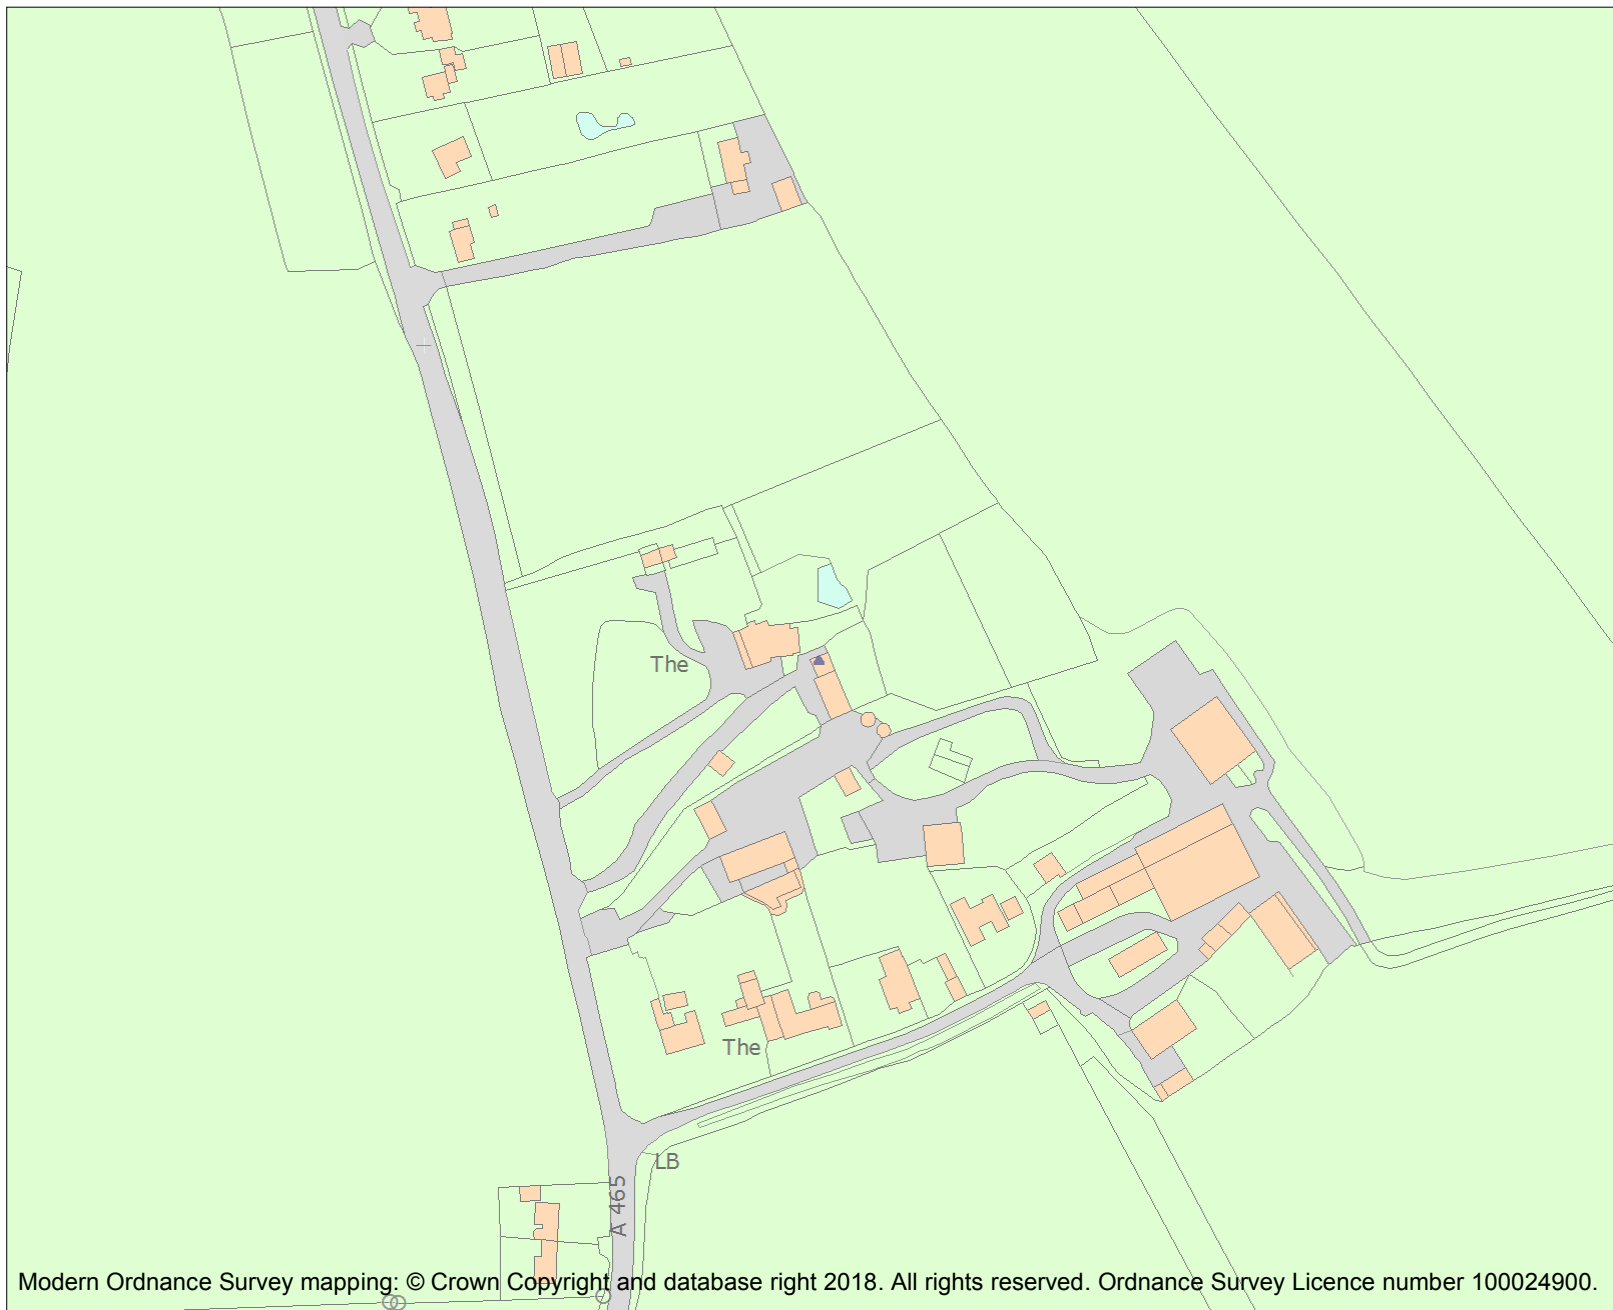 The
The
LB
A 465
Modern Ordnance Survey mapping: © Crown Copyright and database right 2018. All rights reserved. Ordnance Survey Licence number 100024900.